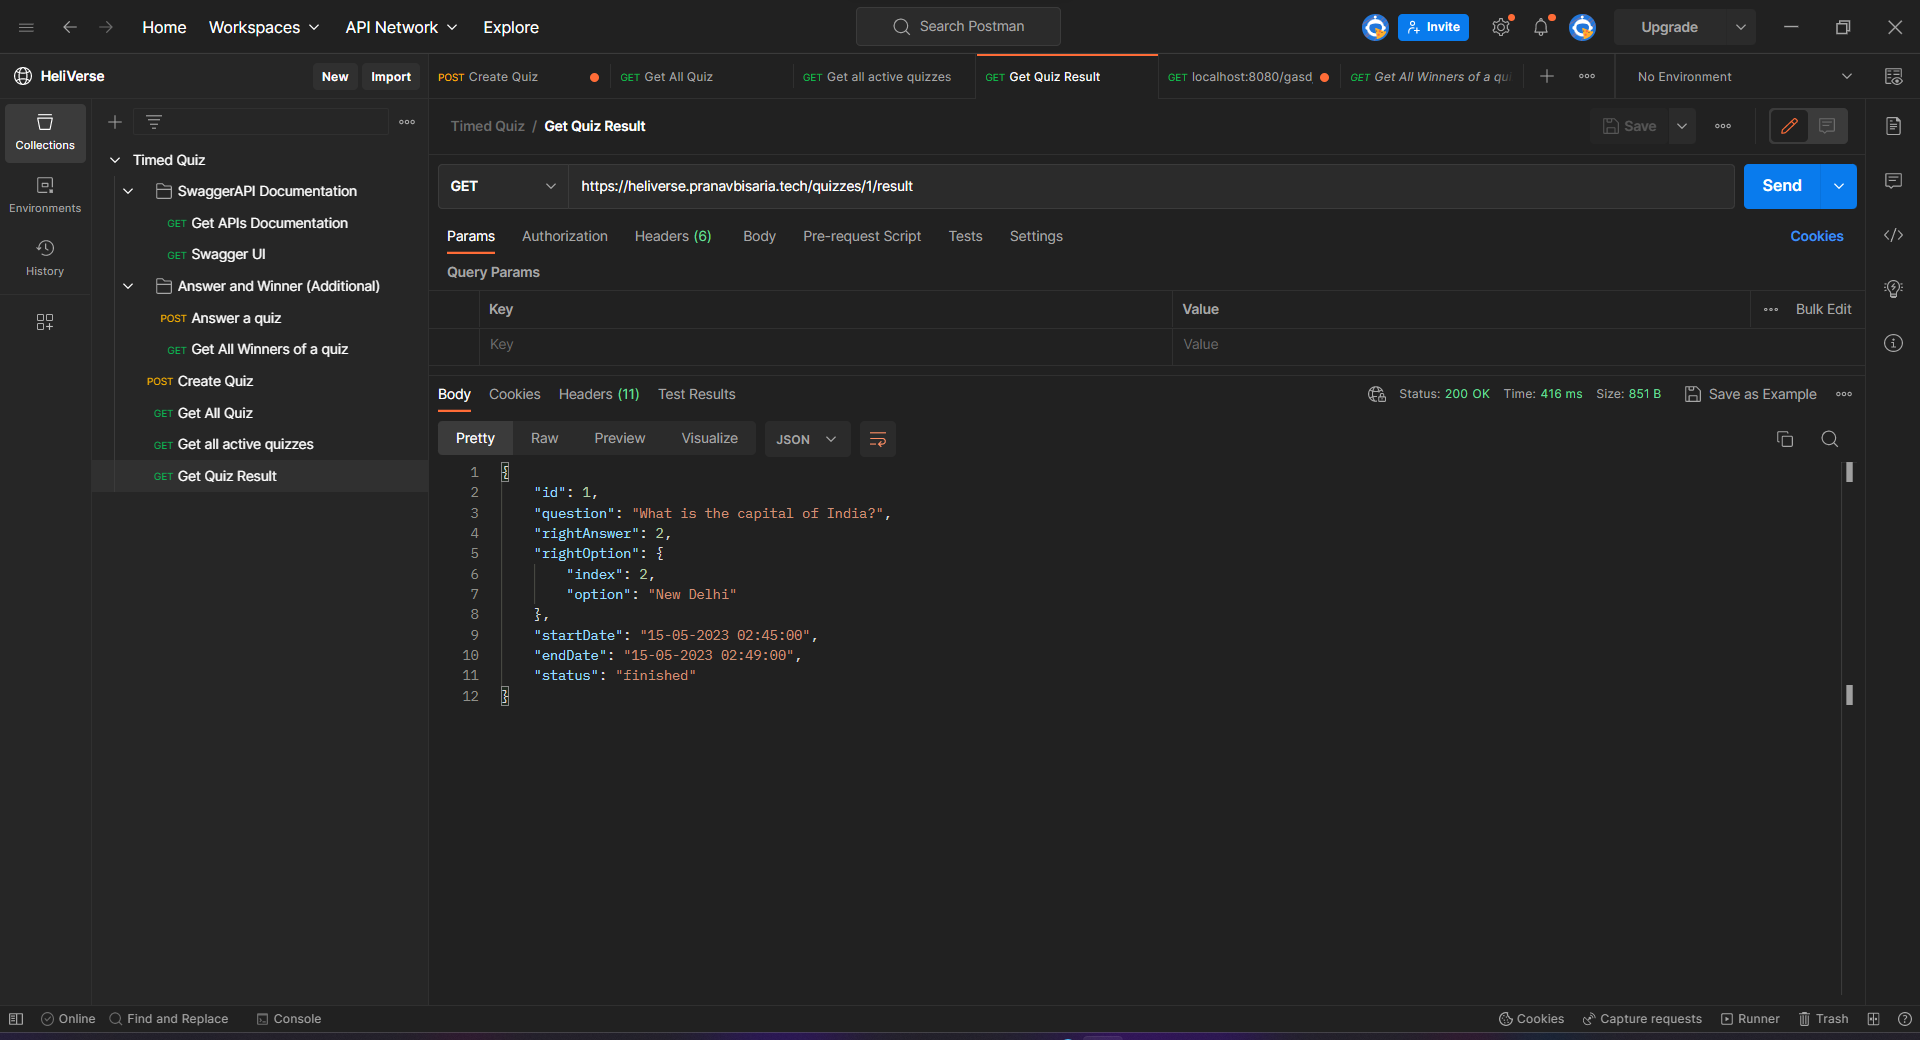 Home Workspaces API Network Explore Search Postman Invite Upgrade
HeliVerse New Import POST Create Quiz GET Get All Quiz GET Get all active quizzes GET Get Quiz Result GET localhost:8080/gasd GET Get All Winners of a qu No Environment
Collections
Environments
History
Timed Quiz
SwaggerAPI Documentation
GET Get APIs Documentation
GET Swagger UI
Answer and Winner (Additional)
POST Answer a quiz
GET Get All Winners of a quiz
POST Create Quiz
GET Get All Quiz
GET Get all active quizzes
GET Get Quiz Result
Timed Quiz / Get Quiz Result Save
GET https://heliverse.pranavbisaria.tech/quizzes/1/result Send
Params Authorization Headers (6) Body Pre-request Script Tests Settings Cookies
Query Params
Key Value Bulk Edit
Key Value
Body Cookies Headers (11) Test Results Status: 200 OK Time: 416 ms Size: 851 B Save as Example
Pretty Raw Preview Visualize JSON
1 {
2 "id": 1,
3 "question": "What is the capital of India?",
4 "rightAnswer": 2,
5 "rightOption": {
6 "index": 2,
7 "option": "New Delhi"
8 },
9 "startDate": "15-05-2023 02:45:00",
10 "endDate": "15-05-2023 02:49:00",
11 "status": "finished"
12 }
Online Find and Replace Console Cookies Capture requests Runner Trash